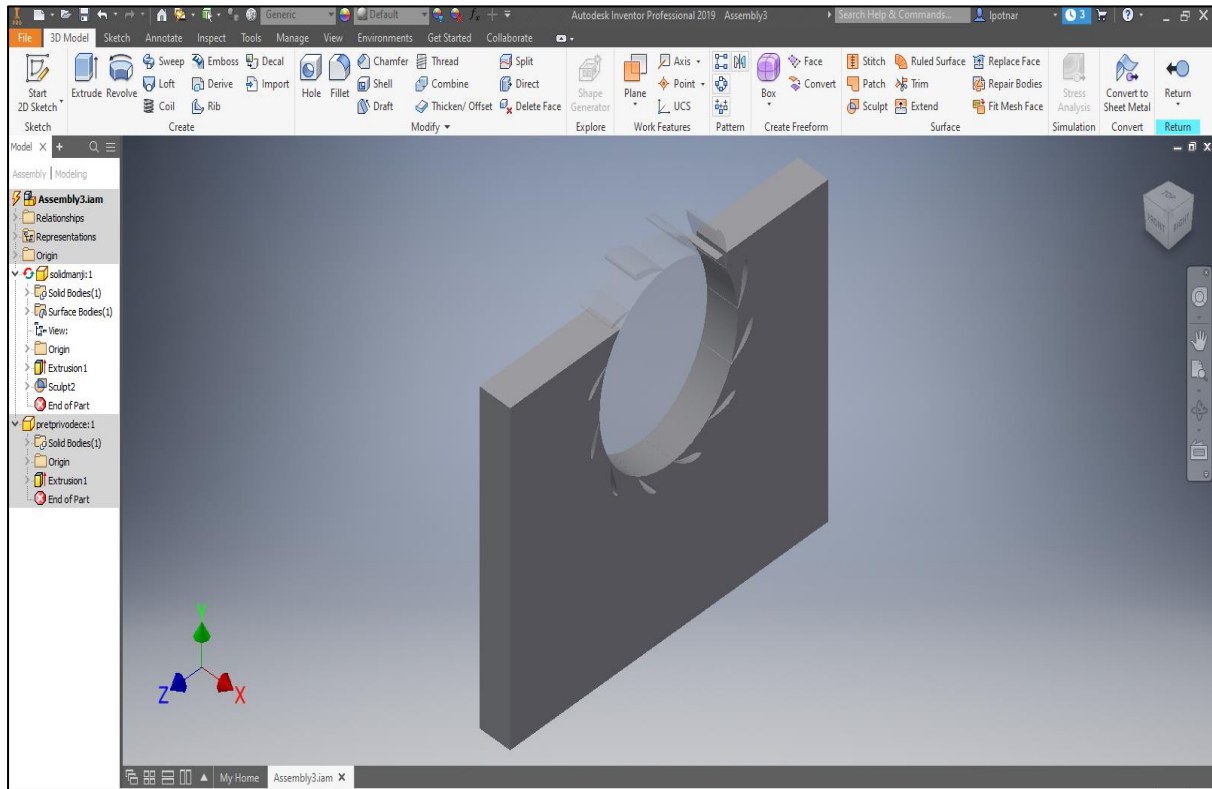 I PRO Generic Default Autodesk Inventor Professional 2019 Assembly3 Search Help & Commands... lpotnar 3
File 3D Model Sketch Annotate Inspect Tools Manage View Environments Get Started Collaborate
Start 2D Sketch
Extrude Revolve
Sweep Emboss Decal
Loft Derive Import
Coil Rib
Hole Fillet
Chamfer Thread Split
Shell Combine Direct
Draft Thicken/ Offset Delete Face
Shape Generator
Plane
Axis
Point
UCS
Box
Face
Convert
Stitch Ruled Surface Replace Face
Patch Trim Repair Bodies
Sculpt Extend Fit Mesh Face
Stress Analysis
Convert to Sheet Metal
Return
Sketch Create Modify Explore Work Features Pattern Create Freeform Surface Simulation Convert Return
Model X +
Assembly | Modeling
Assembly3.iam
Relationships
Representations
Origin
solidmanji:1
Solid Bodies(1)
Surface Bodies(1)
View:
Origin
Extrusion1
Sculpt2
End of Part
pretprivodece:1
Solid Bodies(1)
Origin
Extrusion1
End of Part
TOP
FRONT RIGHT
Y
Z X
My Home Assembly3.iam X